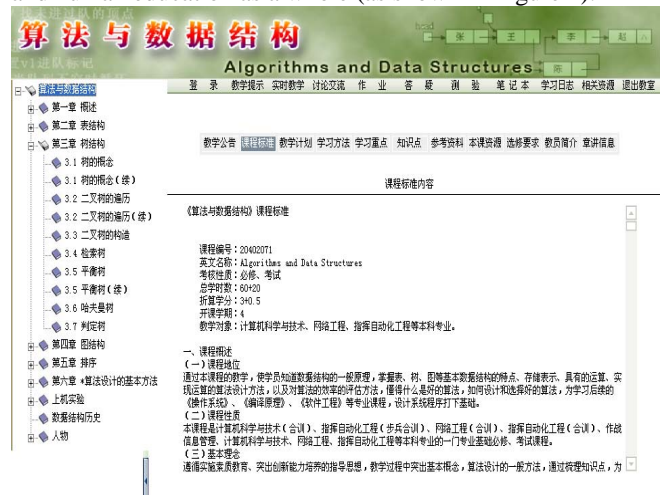 算法与数据结构
Algorithms and Data Structures
head
张
王
李
赵
陈
登 录 教学提示 实时教学 讨论交流 作 业 答 疑 测 验 笔记本 学习日志 相关资源 退出教室
算法与数据结构
第一章 概述
第二章 表结构
第三章 树结构
3.1 树的概念
3.1 树的概念(续)
3.2 二叉树的遍历
3.2 二叉树的遍历(续)
3.3 二叉树的构造
3.4 检索树
3.5 平衡树
3.5 平衡树(续)
3.6 哈夫曼树
3.7 判定树
第四章 图结构
第五章 排序
第六章 *算法设计的基本方法
上机实验
数据结构历史
人物
教学公告 课程标准 教学计划 学习方法 学习重点 知识点 参考资料 本课资源 选修要求 教员简介 章讲信息
课程标准内容
《算法与数据结构》课程标准
课程编号：20402071
英文名称：Algorithms and Data Structures
考核性质：必修、考试
总学时数：60+20
折算学分：3+0.5
开课学期：4
教学对象：计算机科学与技术、网络工程、指挥自动化工程等本科专业。
一、课程概述
（一）课程地位
通过本课程的教学，使学员知道数据结构的一般原理，掌握表、树、图等基本数据结构的特点、存储表示、具有的运算、实
现运算的算法设计方法，以及对算法的效率的评估方法，懂得什么是好的算法，如何设计和选择好的算法，为学习后续的
《操作系统》、《编译原理》、《软件工程》等专业课程，设计系统程序打下基础。
（二）课程性质
本课程是计算机科学与技术（合训）、指挥自动化工程（步兵合训）、网络工程（合训）、指挥自动化工程（合训）、作战
信息管理、计算机科学与技术、网络工程、指挥自动化工程等本科专业的一门专业基础必修、考试课程。
（三）基本理念
遵循实施素质教育、突出创新能力培养的指导思想，教学过程中突出基本概念，算法设计的一般方法，通过梳理知识点，为